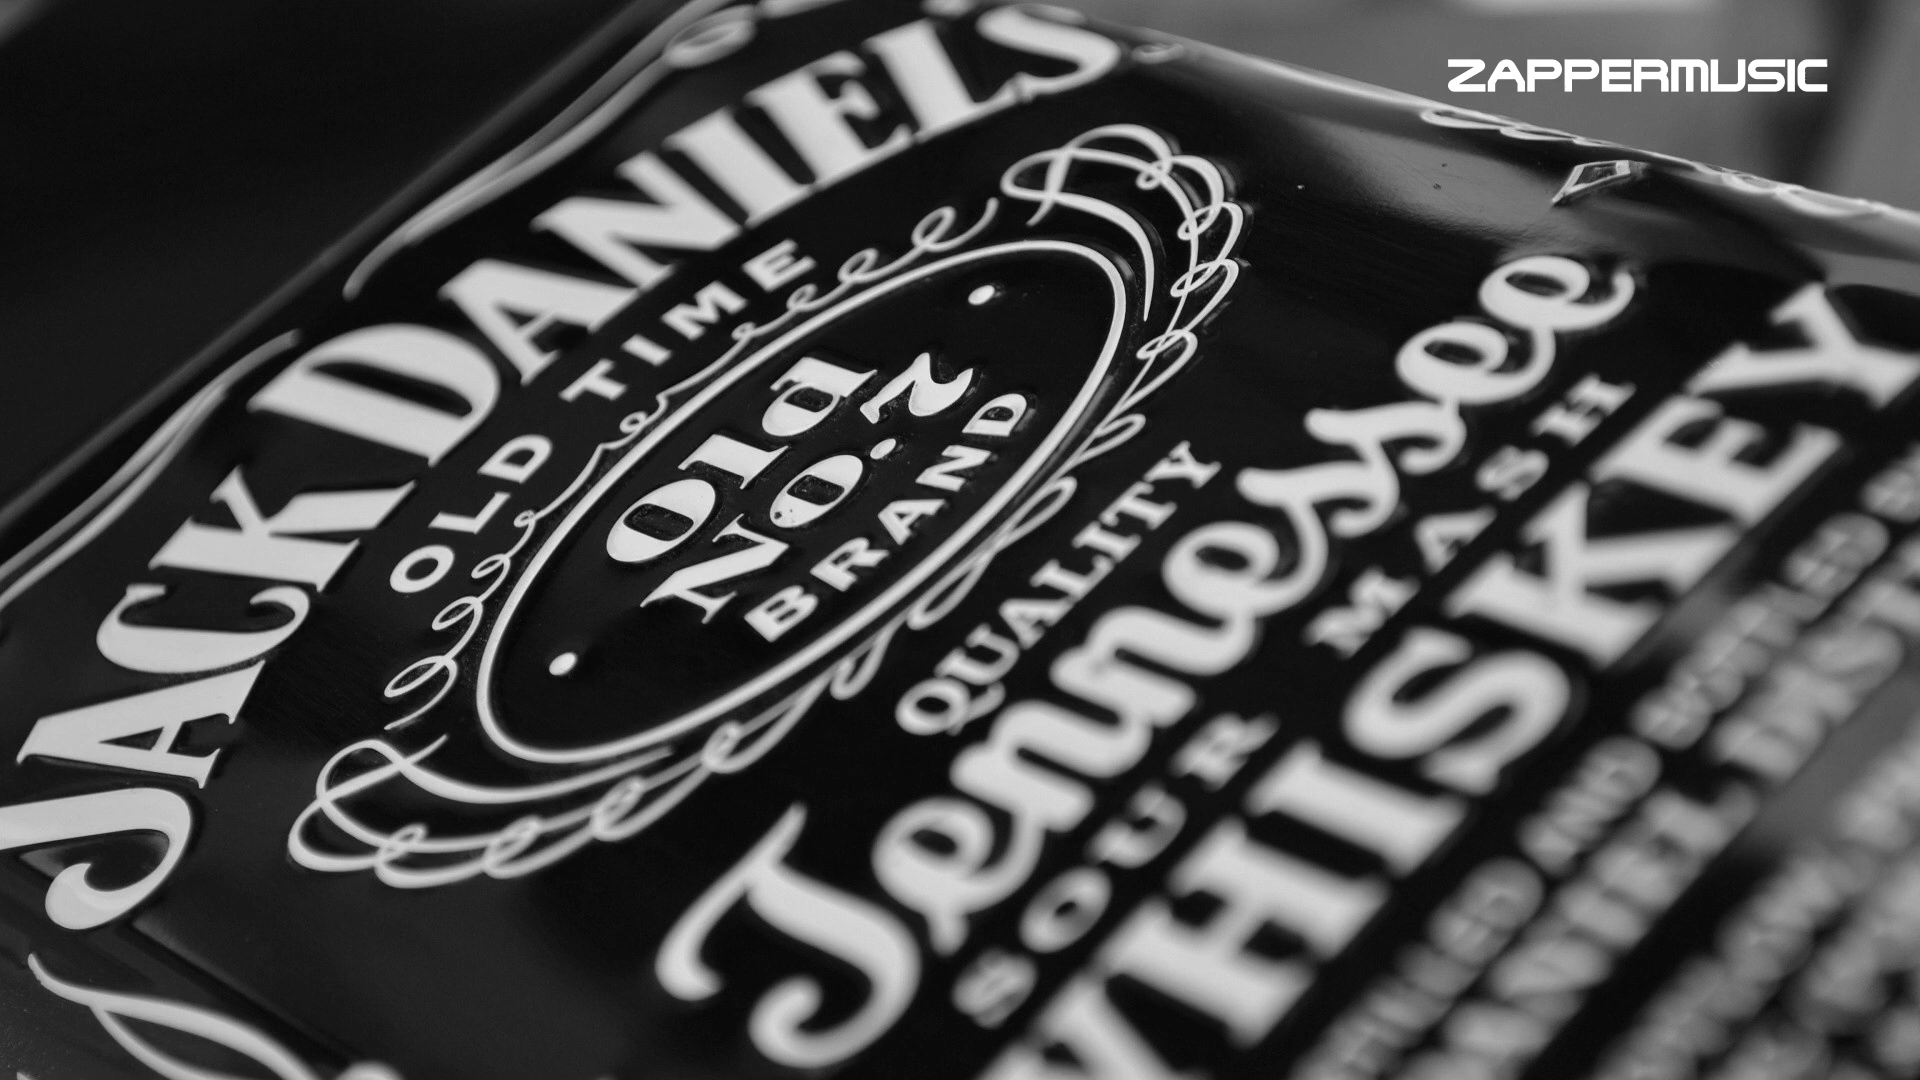 ZAPPERMUSIC
JACK DANIEL'S
OLD TIME
Old
No. 7
BRAND
QUALITY
Tennessee
SOUR MASH
WHISKEY